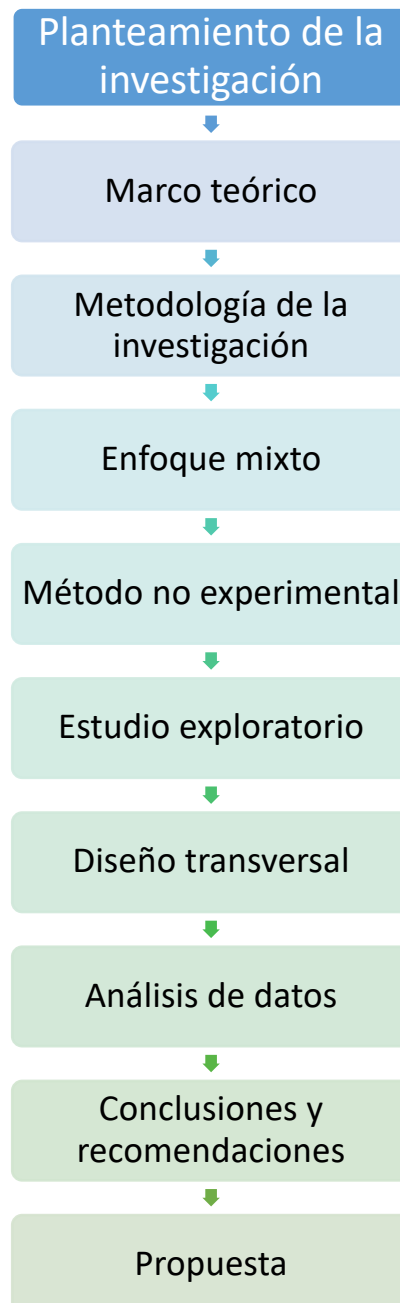 Planteamiento de la
investigación
Marco teórico
Metodología de la
investigación
Enfoque mixto
Método no experimental
Estudio exploratorio
Diseño transversal
Análisis de datos
Conclusiones y
recomendaciones
Propuesta